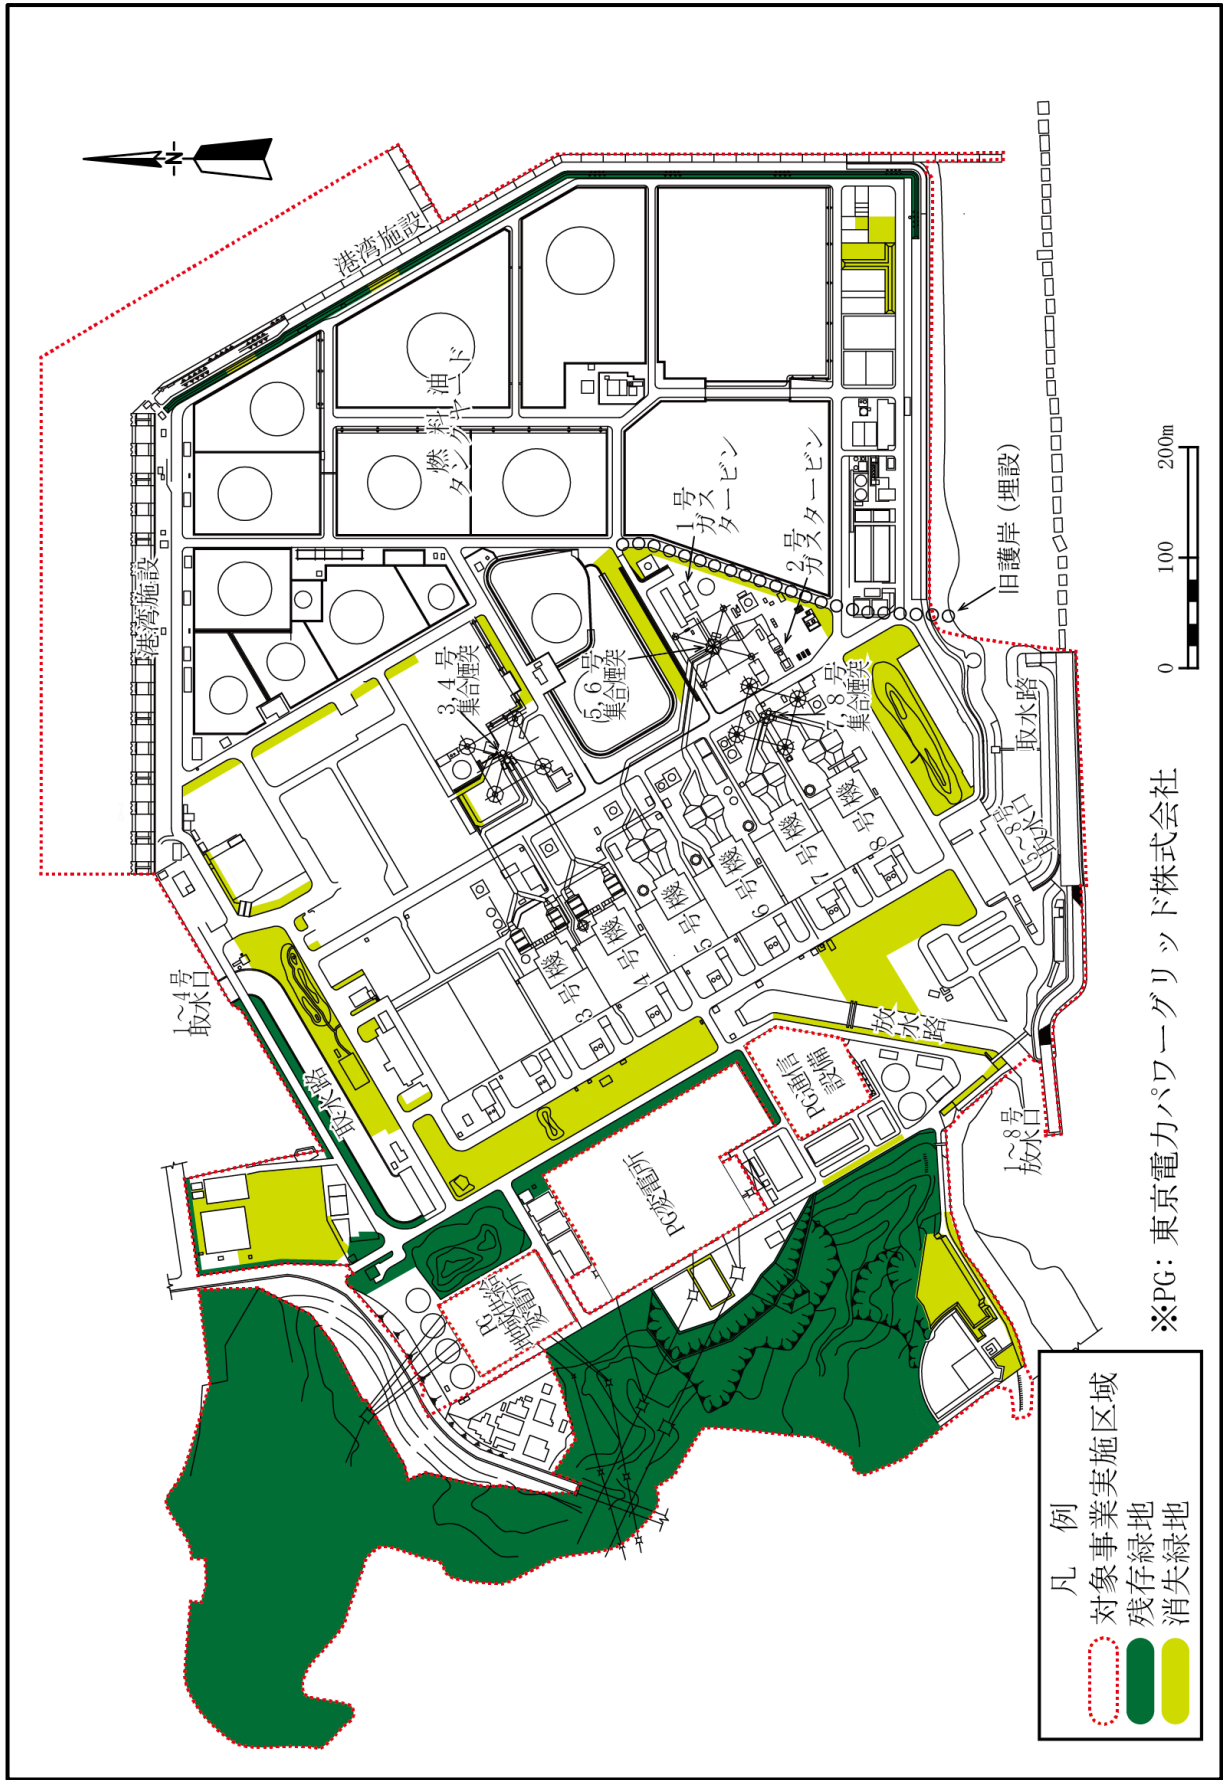 港湾施設
港湾施設
燃料油
タンクヤード
1号
ガス
タービン
2号
ガスタービン
3,4号
集合煙突
5,6号
集合煙突
7,8号
集合煙突
旧護岸(埋設)
取水路
5~8号
取水口
3号機
4号機
5号機
6号機
7号機
8号機
1~4号
取水口
取水路
放水路
1~8号
放水口
PG通信
設備
PG変電所
PG
地域供給
変電所
N
0 100 200m
※PG:東京電力パワーグリッド株式会社
凡 例
対象事業実施区域
残存緑地
消失緑地